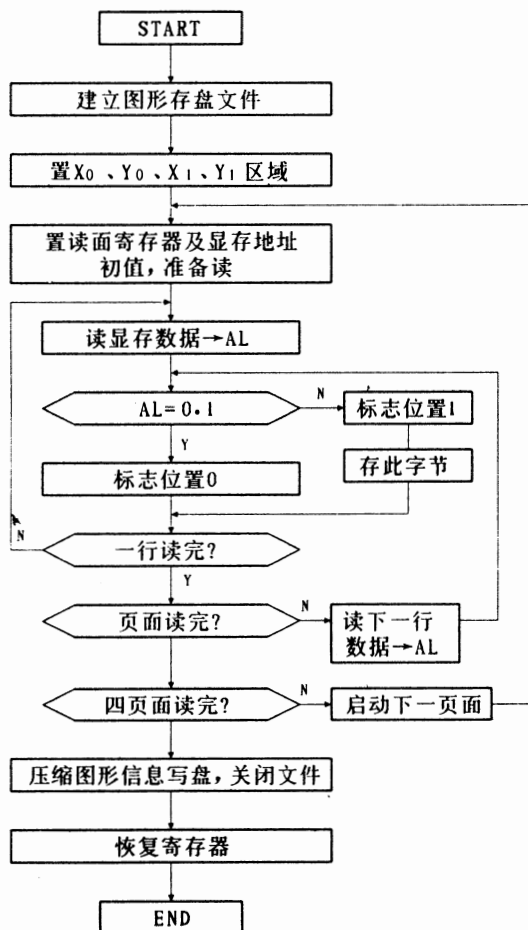 START
建立图形存盘文件
置X₀、Y₀、X₁、Y₁区域
置读面寄存器及显存地址
初值,准备读
读显存数据→AL
AL=0.1
N
标志位置1
Y
存此字节
标志位置0
N
一行读完?
Y
页面读完?
N
读下一行
数据→AL
四页面读完?
N
启动下一页面
压缩图形信息写盘,关闭文件
恢复寄存器
END